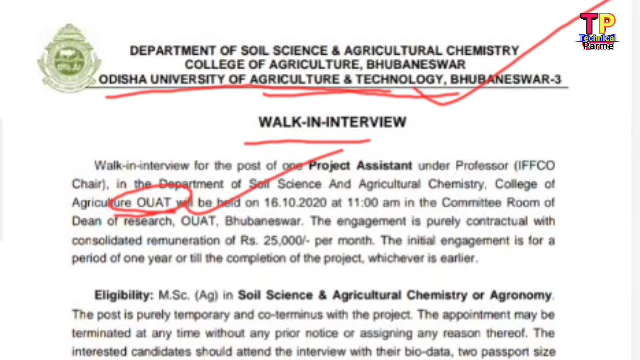 TP
Technical
Parme
DEPARTMENT OF SOIL SCIENCE & AGRICULTURAL CHEMISTRY
COLLEGE OF AGRICULTURE, BHUBANESWAR
ODISHA UNIVERSITY OF AGRICULTURE & TECHNOLOGY, BHUBANESWAR-3
WALK-IN-INTERVIEW
Walk-in-interview for the post of one Project Assistant under Professor (IFFCO
Chair), in the Department of Soil Science And Agricultural Chemistry, College of
Agriculture OUAT will be held on 16.10.2020 at 11:00 am in the Committee Room of
Dean of research, OUAT, Bhubaneswar. The engagement is purely contractual with
consolidated remuneration of Rs. 25,000/- per month. The initial engagement is for a
period of one year or till the completion of the project, whichever is earlier.
Eligibility: M.Sc. (Ag) in Soil Science & Agricultural Chemistry or Agronomy.
The post is purely temporary and co-terminus with the project. The appointment may be
terminated at any time without any prior notice or assigning any reason thereof. The
interested candidates should attend the interview with their bio-data, two passport size